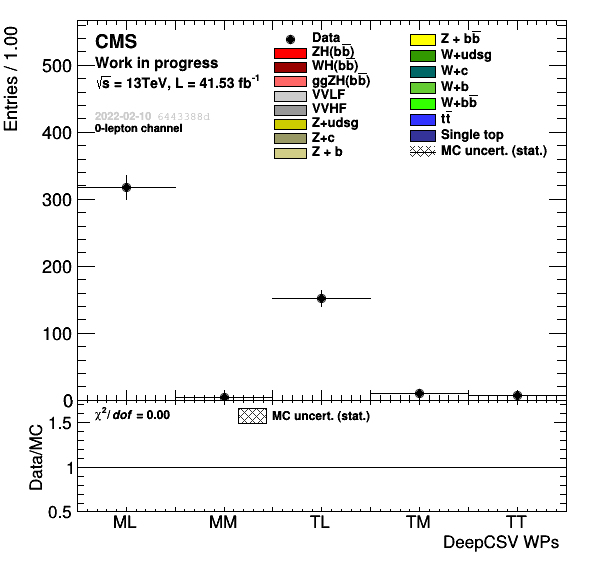 CMS
Work in progress
√s = 13TeV, L = 41.53 fb⁻¹
2022-02-10 6443388d
0-lepton channel
Data
ZH(bb̅)
WH(bb̅)
ggZH(bb̅)
VVLF
VVHF
Z+udsg
Z+c
Z + b
Z + bb̅
W+udsg
W+c
W+b
W+bb̅
tt̅
Single top
MC uncert. (stat.)
Entries / 1.00
500
400
300
200
100
0
χ²/dof = 0.00
MC uncert. (stat.)
Data/MC
1.5
1
0.5
ML MM TL TM TT
DeepCSV WPs